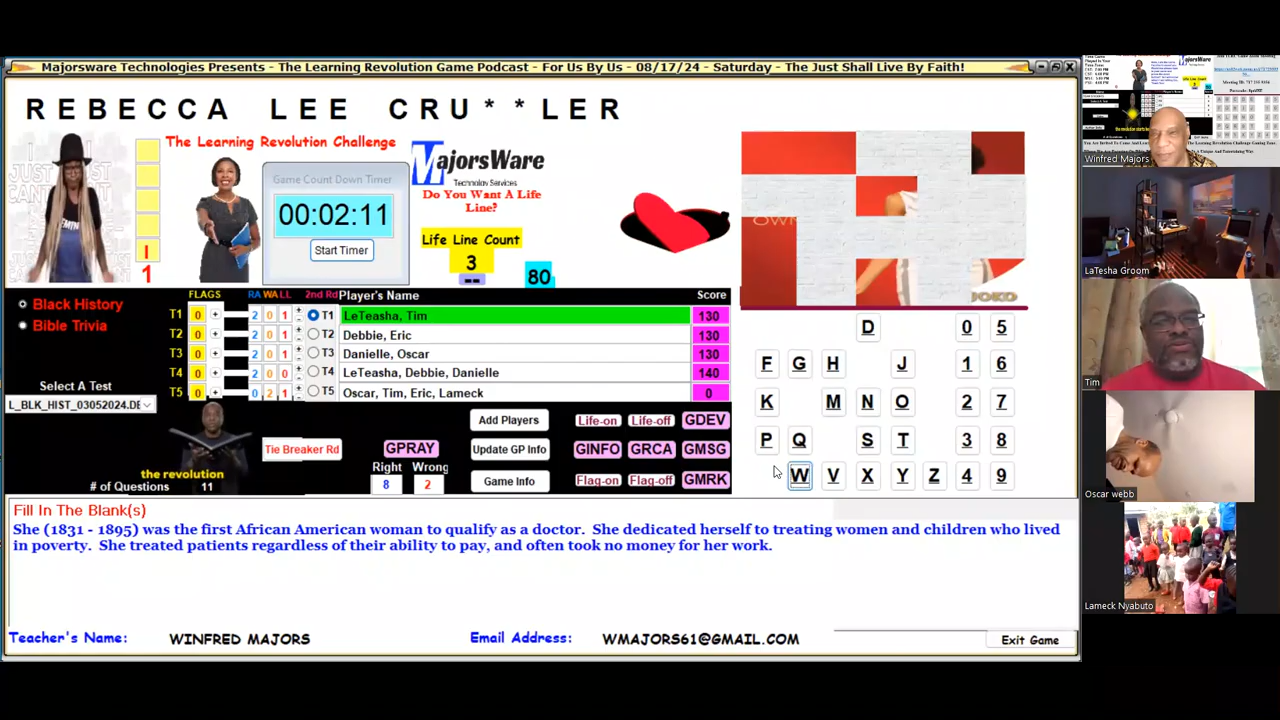 Majorsware Technologies Presents - The Learning Revolution Game Podcast - For Us By Us - 08/17/24 - Saturday - The Just Shall Live By Faith!
REBECCA LEE CRU**LER
The Learning Revolution Challenge
Game Count Down Timer
00:02:11
Start Timer
MajorsWare
Technology Services
Do You Want A Life
Line?
Life Line Count
3
--
80
I
1
FLAGS RA WA LL 2nd Rd Player's Name Score
Black History
Bible Trivia
T1 0 + 2 0 1 T1 LeTeasha, Tim 130
T2 0 + 2 0 1 T2 Debbie, Eric 130
T3 0 + 2 0 1 T3 Danielle, Oscar 130
T4 0 + 2 0 0 T4 LeTeasha, Debbie, Danielle 140
T5 0 + 0 2 1 T5 Oscar, Tim, Eric, Lameck 0
Select A Test
L_BLK_HIST_03052024.DE
the revolution
# of Questions 11
Tie Breaker Rd
GPRAY
Right Wrong
8 2
Add Players Life-on Life-off GDEV
Update GP Info GINFO GRCA GMSG
Game Info Flag-on Flag-off GMRK
D 0 5
F G H J 1 6
K M N O 2 7
P Q S T 3 8
W V X Y Z 4 9
Fill In The Blank(s)
She (1831 - 1895) was the first African American woman to qualify as a doctor. She dedicated herself to treating women and children who lived
in poverty. She treated patients regardless of their ability to pay, and often took no money for her work.
Teacher's Name: WINFRED MAJORS Email Address: WMAJORS61@GMAIL.COM
Exit Game
Winfred Majors
LaTesha Groom
Tim
Oscar webb
Lameck Nyabuto